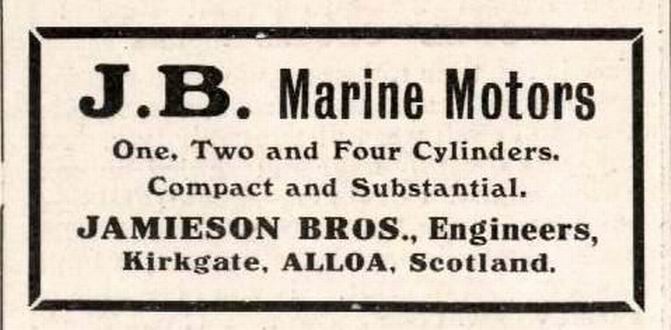 J.B. Marine Motors
One, Two and Four Cylinders.
Compact and Substantial.
JAMIESON BROS., Engineers,
Kirkgate, ALLOA, Scotland.